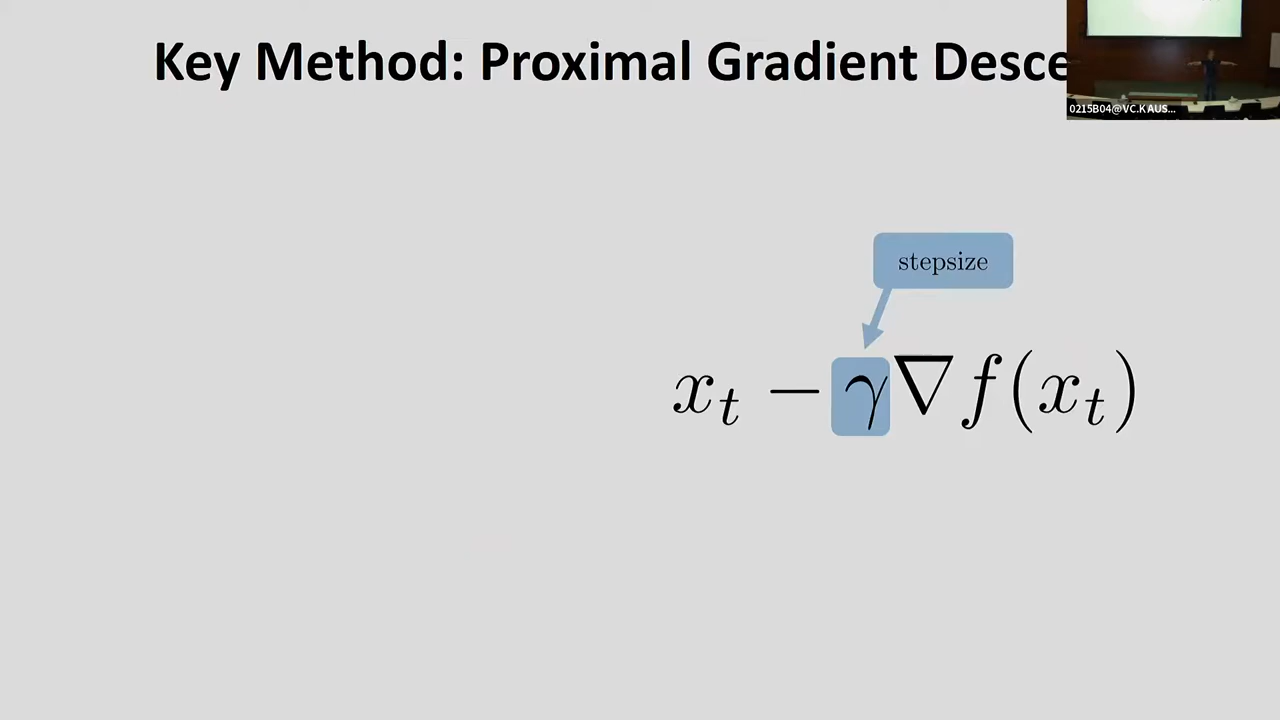 Key Method: Proximal Gradient Desce
0215B04@VC.KAUS...
stepsize
x_t − γ∇f(x_t)